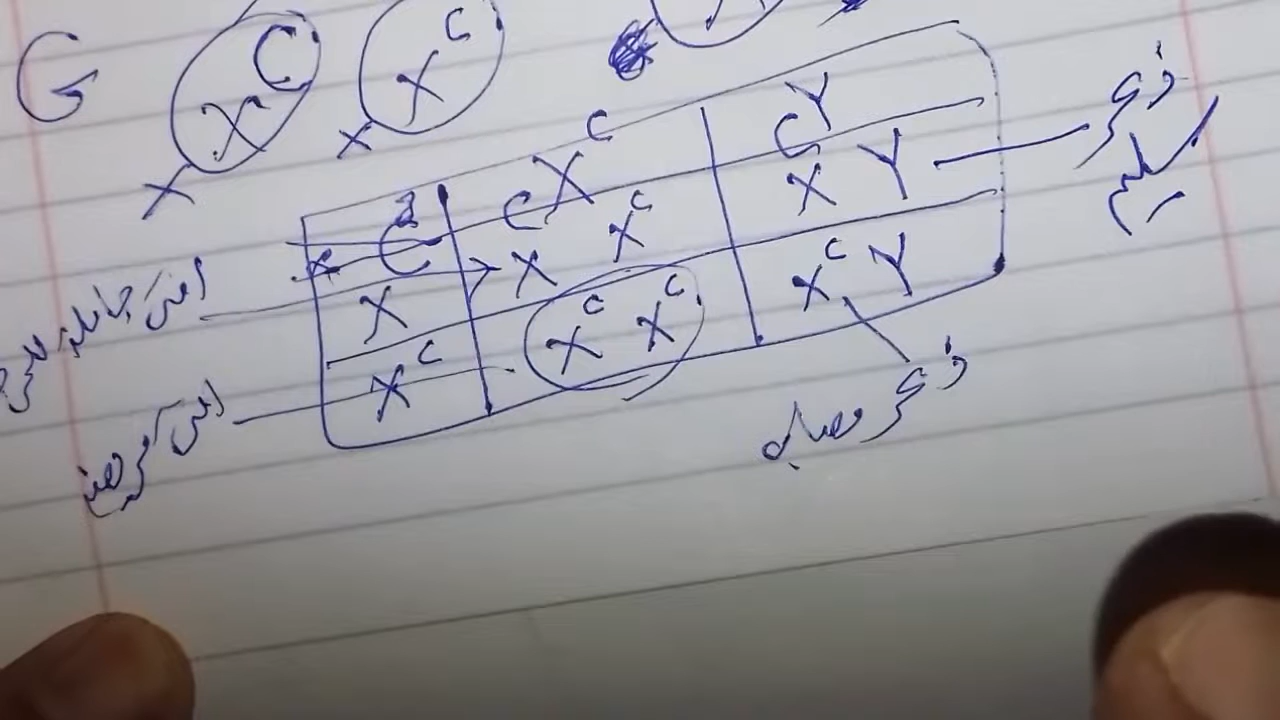 G X^C X^C
X X
X^C Y
X^C X X^C X^C Y ذكر سليم
X^C X^C X^C X^C Y
أنثى حاملة للمرض
أنثى مريضة
ذكر مصاب